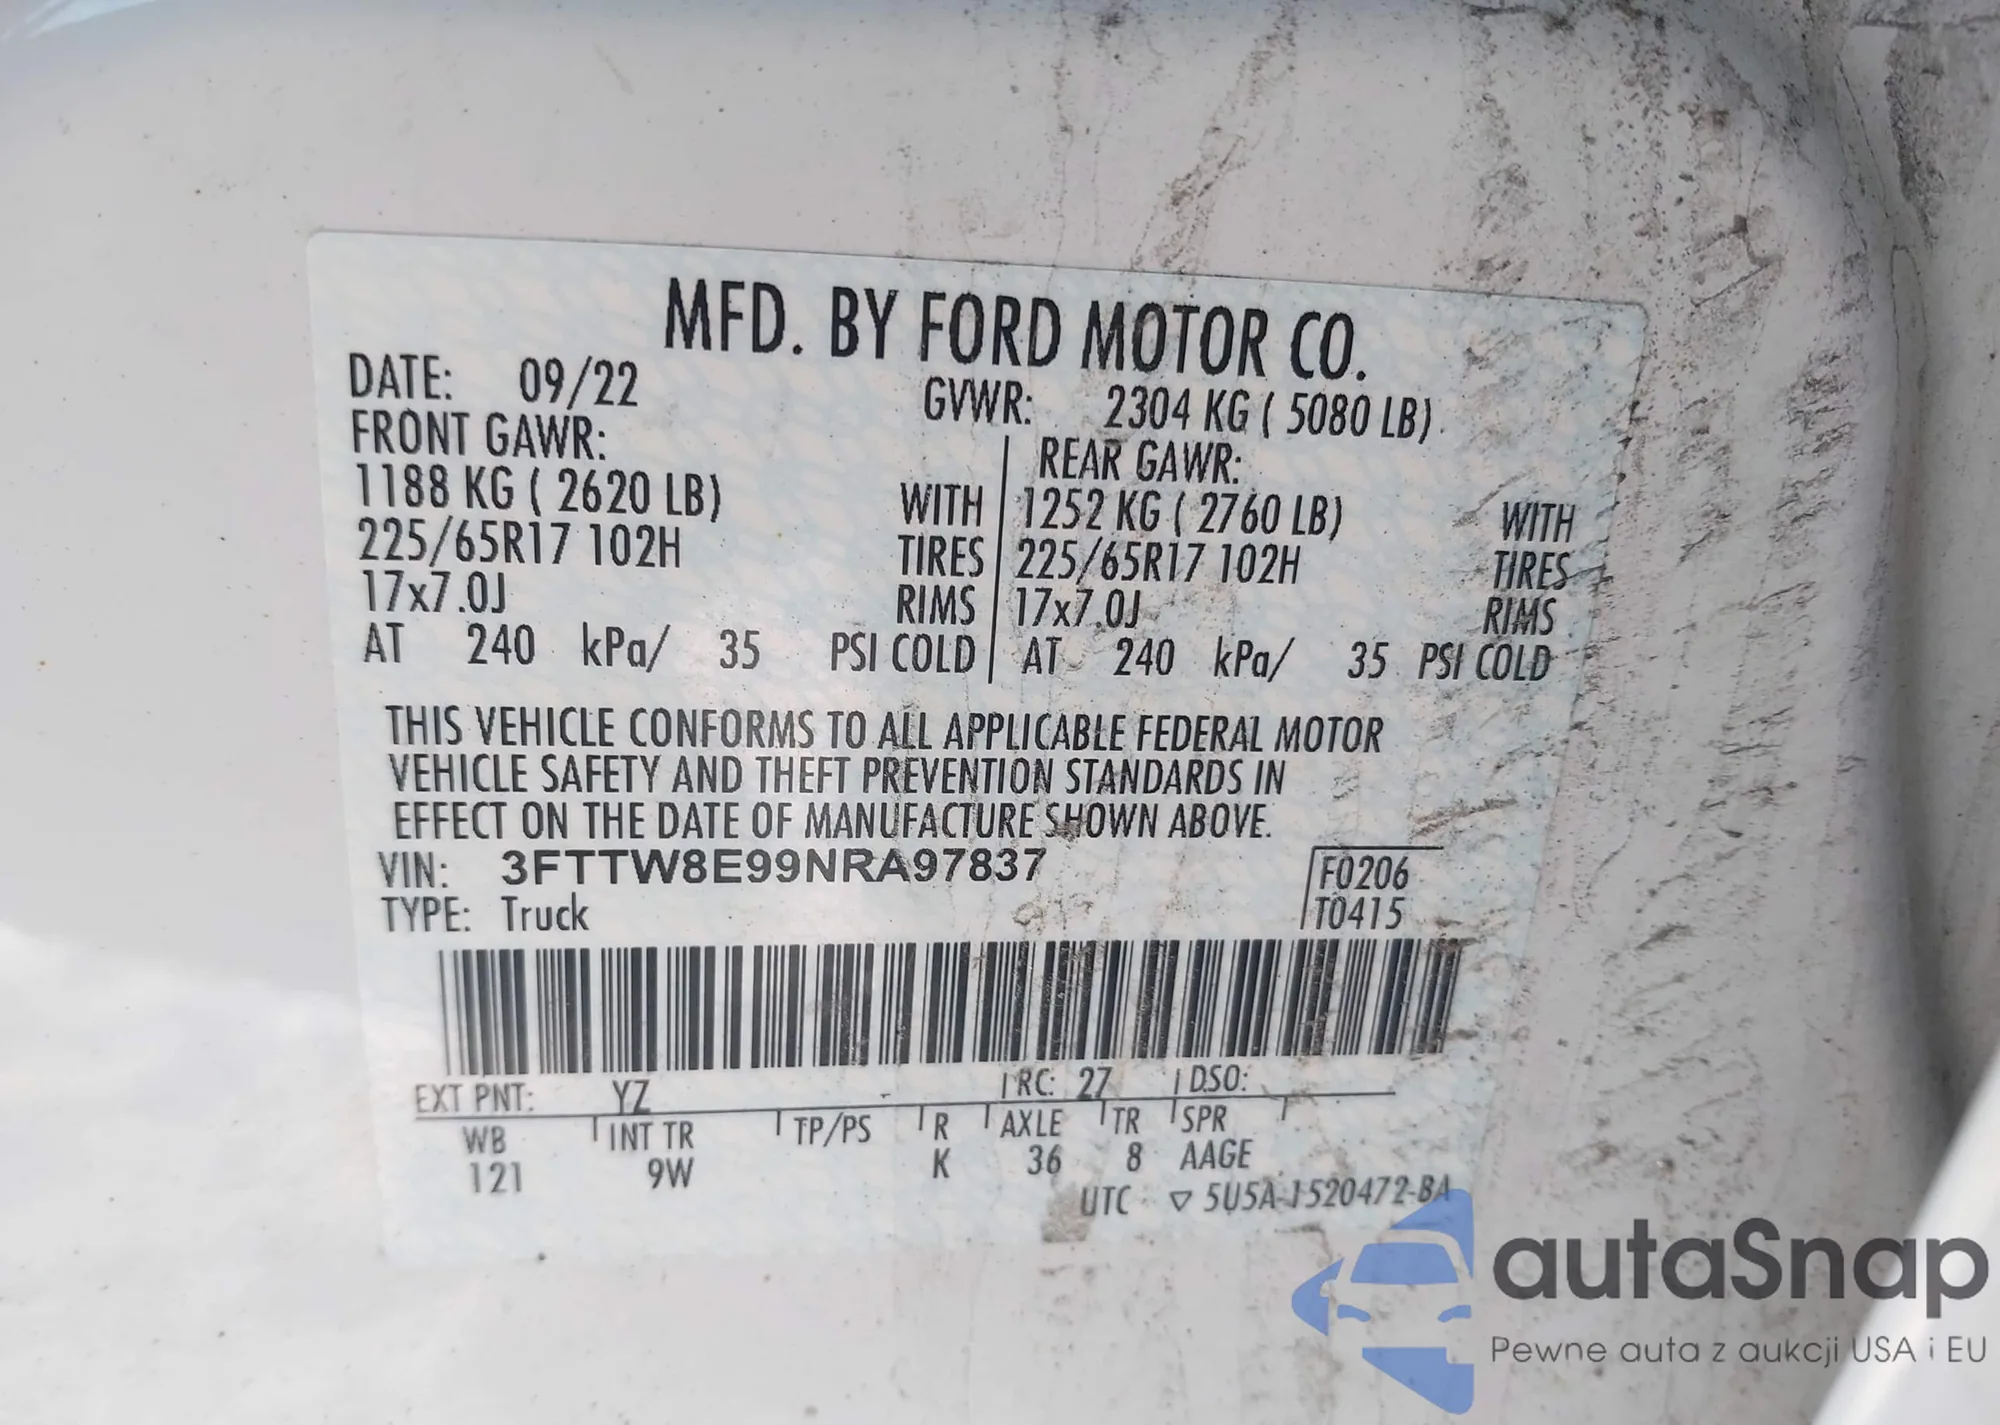 MFD. BY FORD MOTOR CO.
DATE: 09/22 GVWR: 2304 KG ( 5080 LB)
FRONT GAWR: REAR GAWR:
1188 KG ( 2620 LB) WITH 1252 KG ( 2760 LB) WITH
225/65R17 102H TIRES 225/65R17 102H TIRES
17x7.0J RIMS 17x7.0J RIMS
AT 240 kPa/ 35 PSI COLD AT 240 kPa/ 35 PSI COLD
THIS VEHICLE CONFORMS TO ALL APPLICABLE FEDERAL MOTOR
VEHICLE SAFETY AND THEFT PREVENTION STANDARDS IN
EFFECT ON THE DATE OF MANUFACTURE SHOWN ABOVE.
VIN: 3FTTW8E99NRA97837 F0206
TYPE: Truck T0415
EXT PNT: YZ RC: 27 DSO:
WB INT TR TP/PS R AXLE TR SPR
121 9W K 36 8 AAGE
UTC ▽ 5U5A-1520472-BA
autaSnap
Pewne auta z aukcji USA i EU